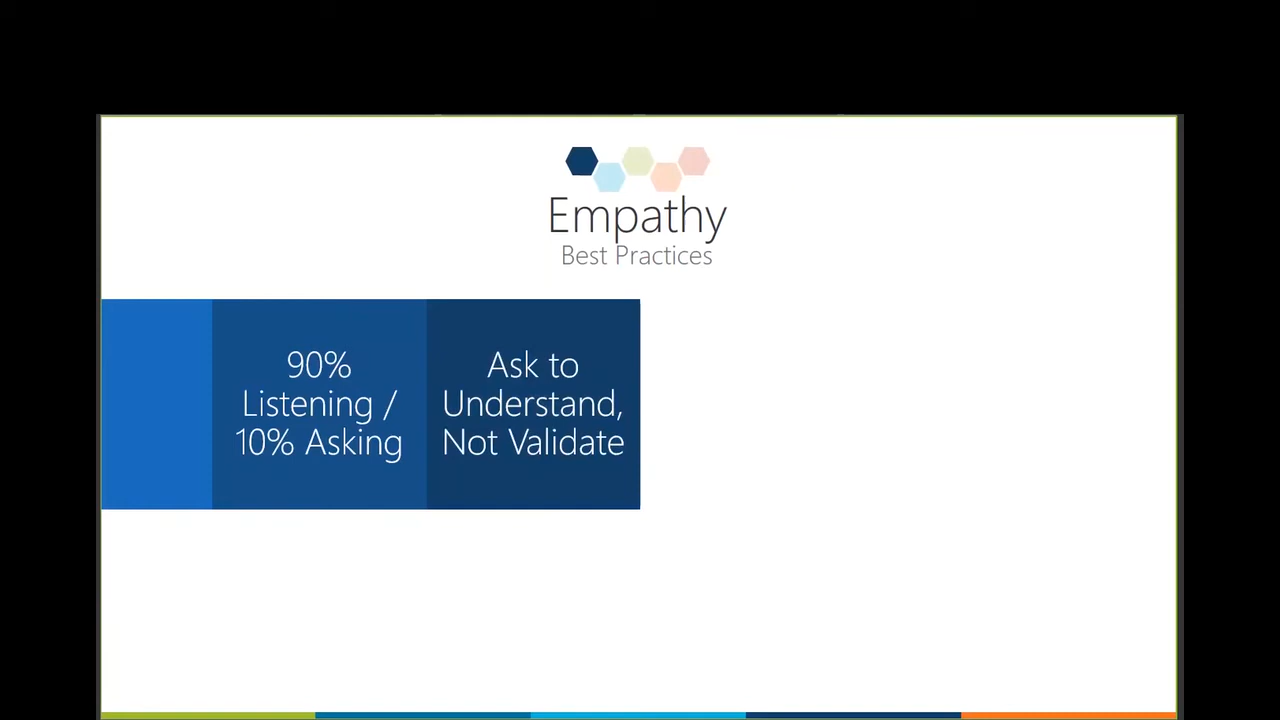 Empathy
Best Practices
90%
Listening /
10% Asking
Ask to
Understand,
Not Validate